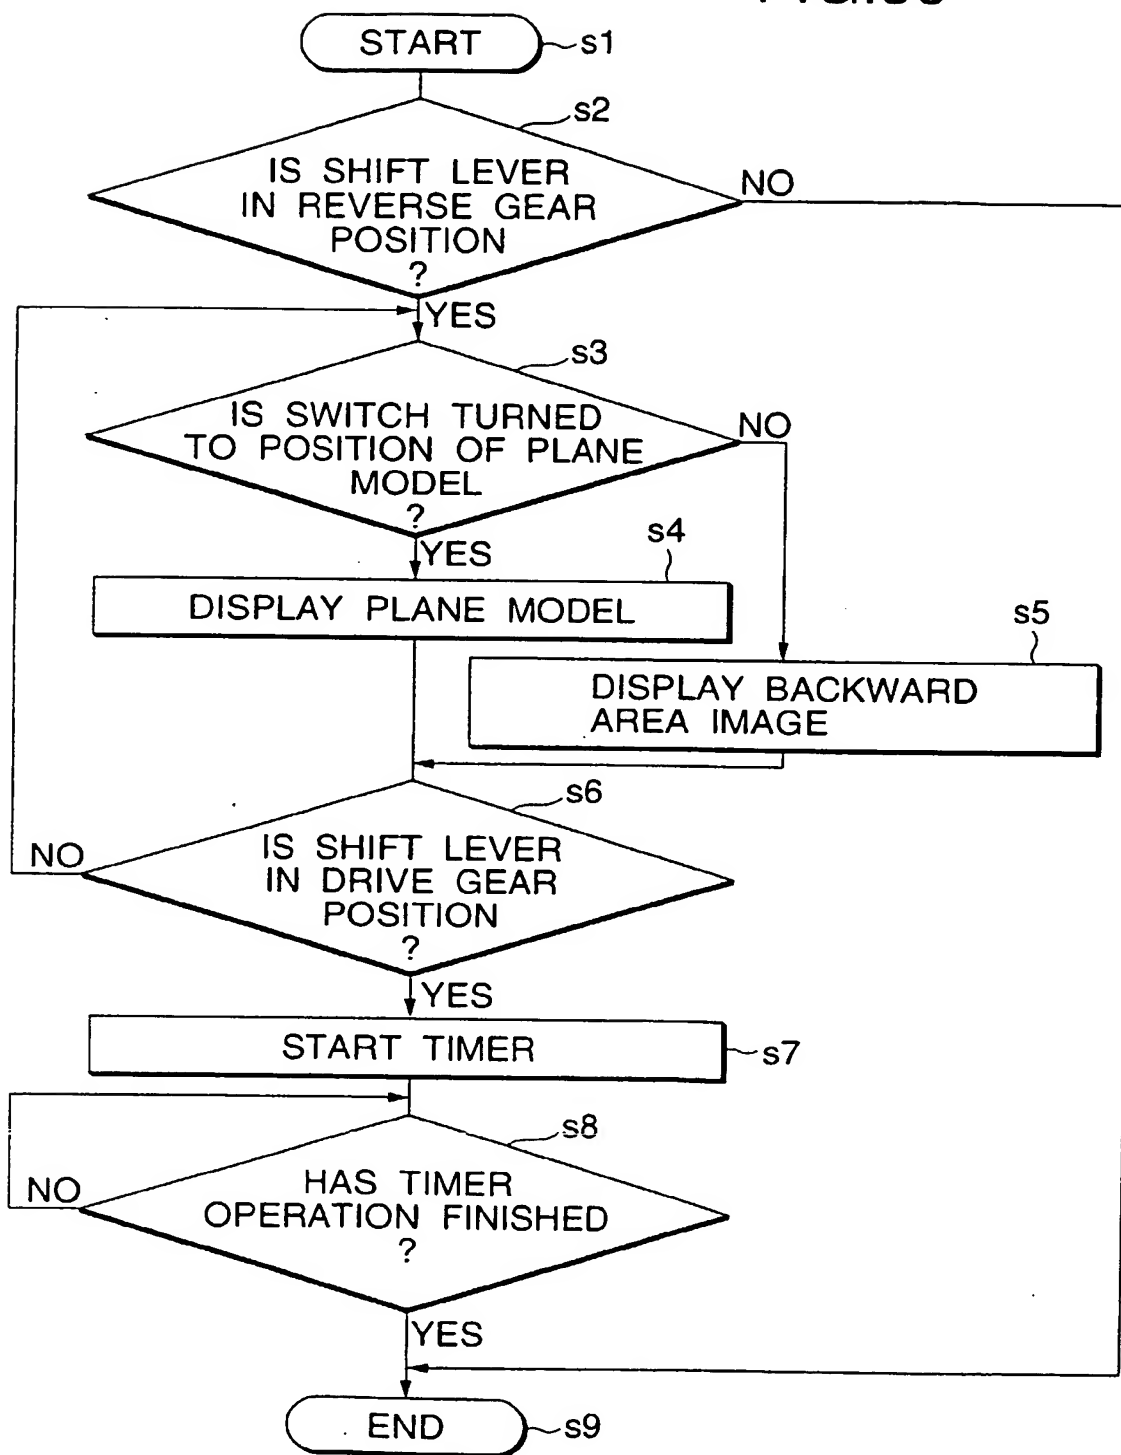 START
s1
s2
IS SHIFT LEVER
IN REVERSE GEAR
POSITION
?
NO
YES
s3
IS SWITCH TURNED
TO POSITION OF PLANE
MODEL
?
NO
YES
s4
DISPLAY PLANE MODEL
s5
DISPLAY BACKWARD
AREA IMAGE
s6
IS SHIFT LEVER
IN DRIVE GEAR
POSITION
?
NO
YES
START TIMER
s7
s8
HAS TIMER
OPERATION FINISHED
?
NO
YES
END
s9